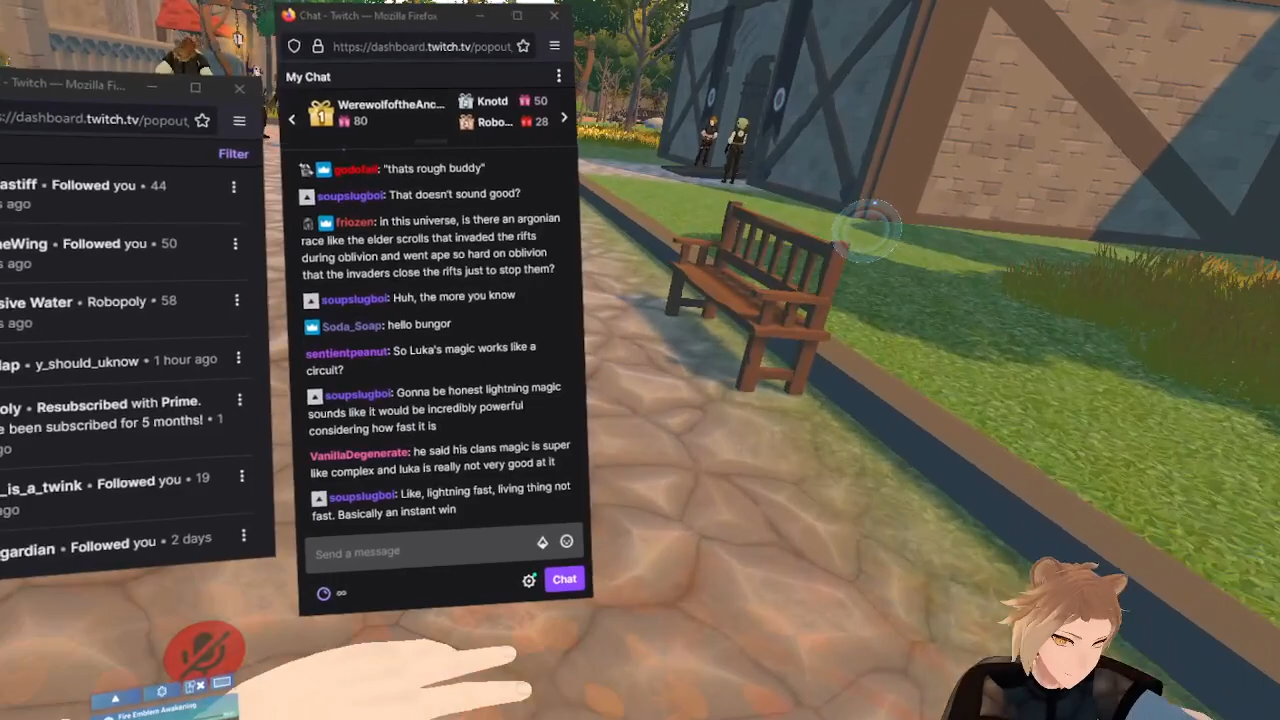 - Twitch — Mozilla Fi...
s://dashboard.twitch.tv/popout
Filter
astiff • Followed you • 44
s ago
neWing • Followed you • 50
s ago
sive Water • Robopoly • 58
s ago
lap • y_should_uknow • 1 hour ago
oly • Resubscribed with Prime.
e been subscribed for 5 months! • 1
go
_is_a_twink • Followed you • 19
ago
gardian • Followed you • 2 days
Chat - Twitch — Mozilla Firefox
https://dashboard.twitch.tv/popout
My Chat
1 WerewolftheAnc...
80
Knotd 50
Robo... 28
godofail: "thats rough buddy"
soupslugboi: That doesn't sound good?
friozen: in this universe, is there an argonian
race like the elder scrolls that invaded the rifts
during oblivion and went ape so hard on oblivion
that the invaders close the rifts just to stop them?
soupslugboi: Huh, the more you know
Soda_Soap: hello bungor
sentientpeanut: So Luka's magic works like a
circuit?
soupslugboi: Gonna be honest lightning magic
sounds like it would be incredibly powerful
considering how fast it is
VanillaDegenerate: he said his clans magic is super
like complex and luka is really not very good at it
soupslugboi: Like, lightning fast, living thing not
fast. Basically an instant win
Send a message
∞
Chat
Fire Emblem Awakening